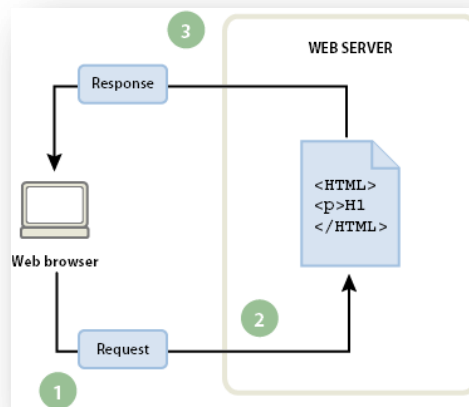 3
WEB SERVER
Response
<HTML>
<p>H1
</HTML>
Web browser
2
Request
1